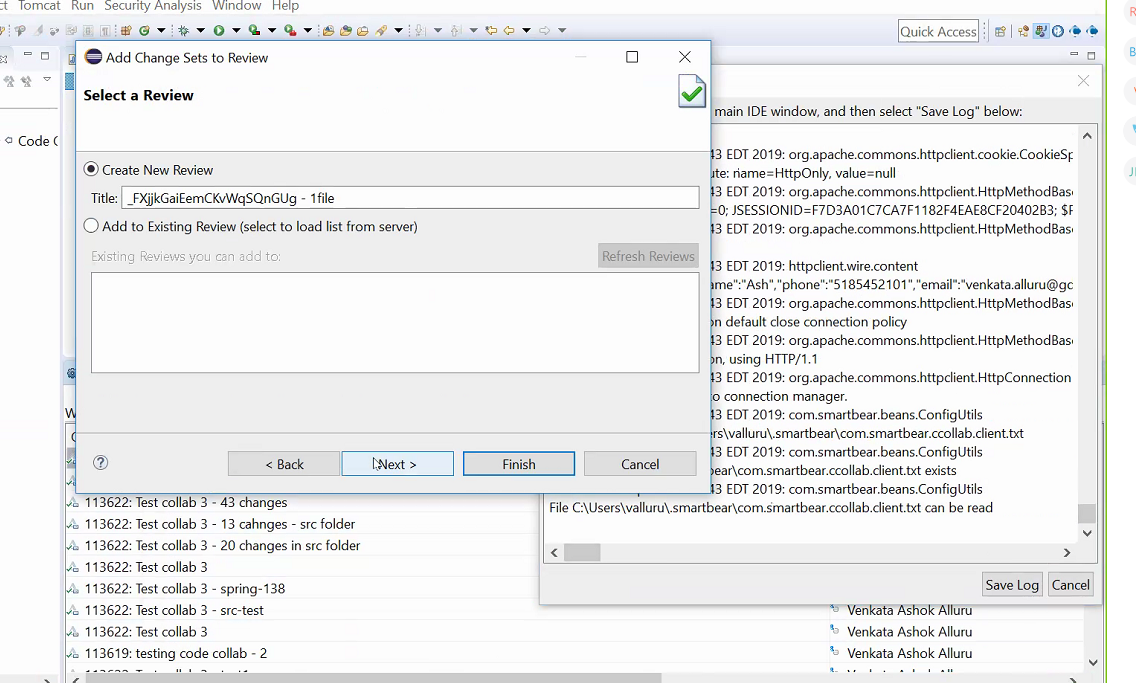 ct Tomcat Run Security Analysis Window Help
Quick Access
Add Change Sets to Review
Select a Review
main IDE window, and then select "Save Log" below:
Code C
43 EDT 2019: org.apache.commons.httpclient.cookie.CookieSp
Create New Review
ute: name=HttpOnly, value=null
43 EDT 2019: org.apache.commons.httpclient.HttpMethodBas
Title: _FXjjkGaiEemCKvWqSQnGUg - 1file
=0; JSESSIONID=F7D3A01C7CA7F1182F4EAE8CF20402B3; $P
Add to Existing Review (select to load list from server)
43 EDT 2019: org.apache.commons.httpclient.HttpMethodBas
Existing Reviews you can add to:
Refresh Reviews
43 EDT 2019: httpclient.wire.content
ame":"Ash","phone":"5185452101","email":"venkata.alluru@gc
43 EDT 2019: org.apache.commons.httpclient.HttpMethodBas
on default close connection policy
43 EDT 2019: org.apache.commons.httpclient.HttpMethodBas
on, using HTTP/1.1
43 EDT 2019: org.apache.commons.httpclient.HttpConnection
o connection manager.
43 EDT 2019: com.smartbear.beans.ConfigUtils
ers\valluru\.smartbear\com.smartbear.ccollab.client.txt
43 EDT 2019: com.smartbear.beans.ConfigUtils
< Back
Next >
Finish
Cancel
bear\com.smartbear.ccollab.client.txt exists
43 EDT 2019: com.smartbear.beans.ConfigUtils
113622: Test collab 3 - 43 changes
File C:\Users\valluru\.smartbear\com.smartbear.ccollab.client.txt can be read
113622: Test collab 3 - 13 cahnges - src folder
113622: Test collab 3 - 20 changes in src folder
113622: Test collab 3
Save Log
Cancel
113622: Test collab 3 - spring-138
113622: Test collab 3 - src-test
Venkata Ashok Alluru
113622: Test collab 3
Venkata Ashok Alluru
113619: testing code collab - 2
Venkata Ashok Alluru